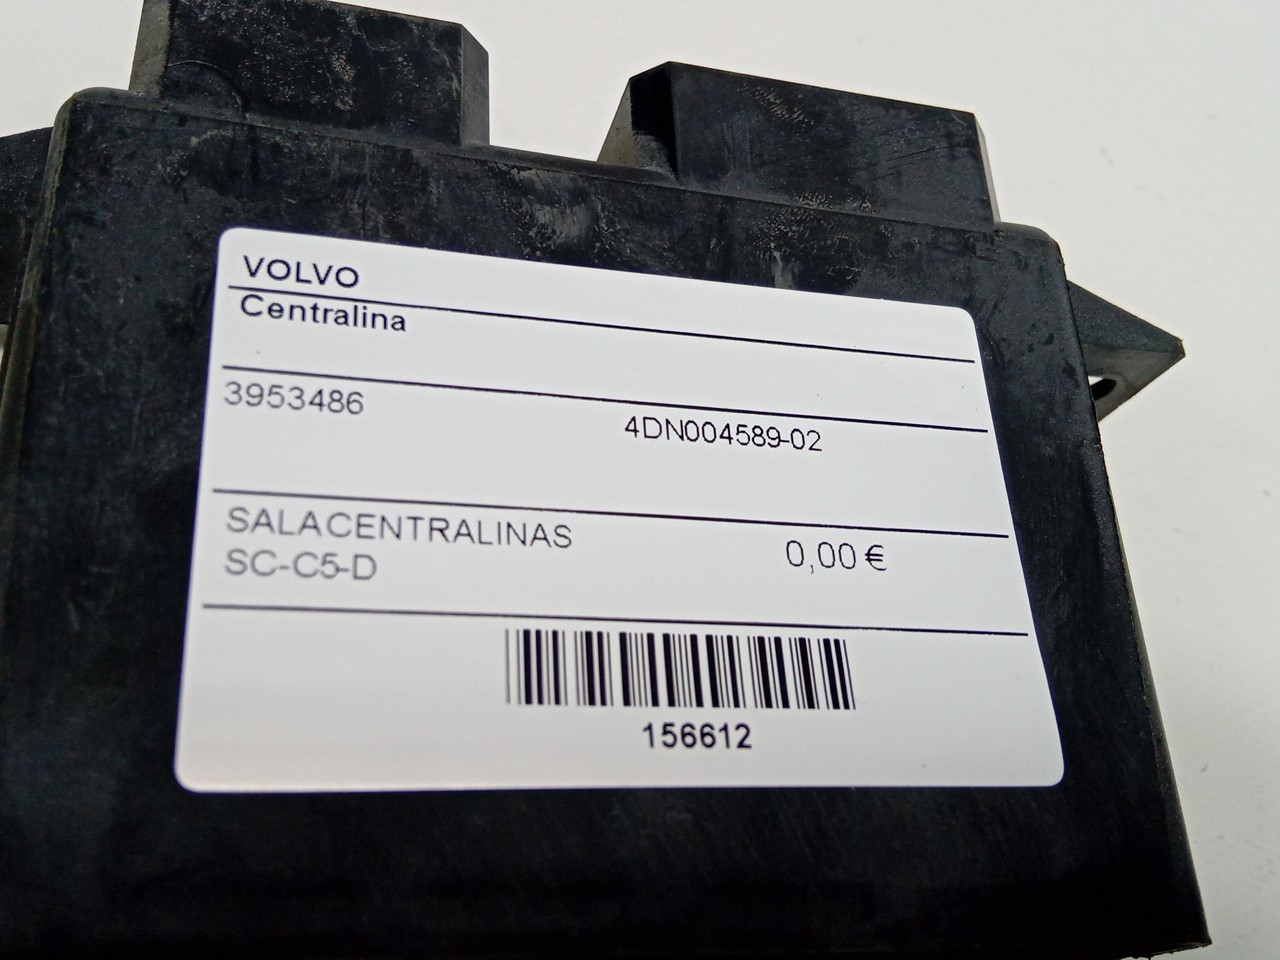 VOLVO
Centralina
3953486
4DN004589-02
SALACENTRALINAS
SC-C5-D
0,00 €
156612